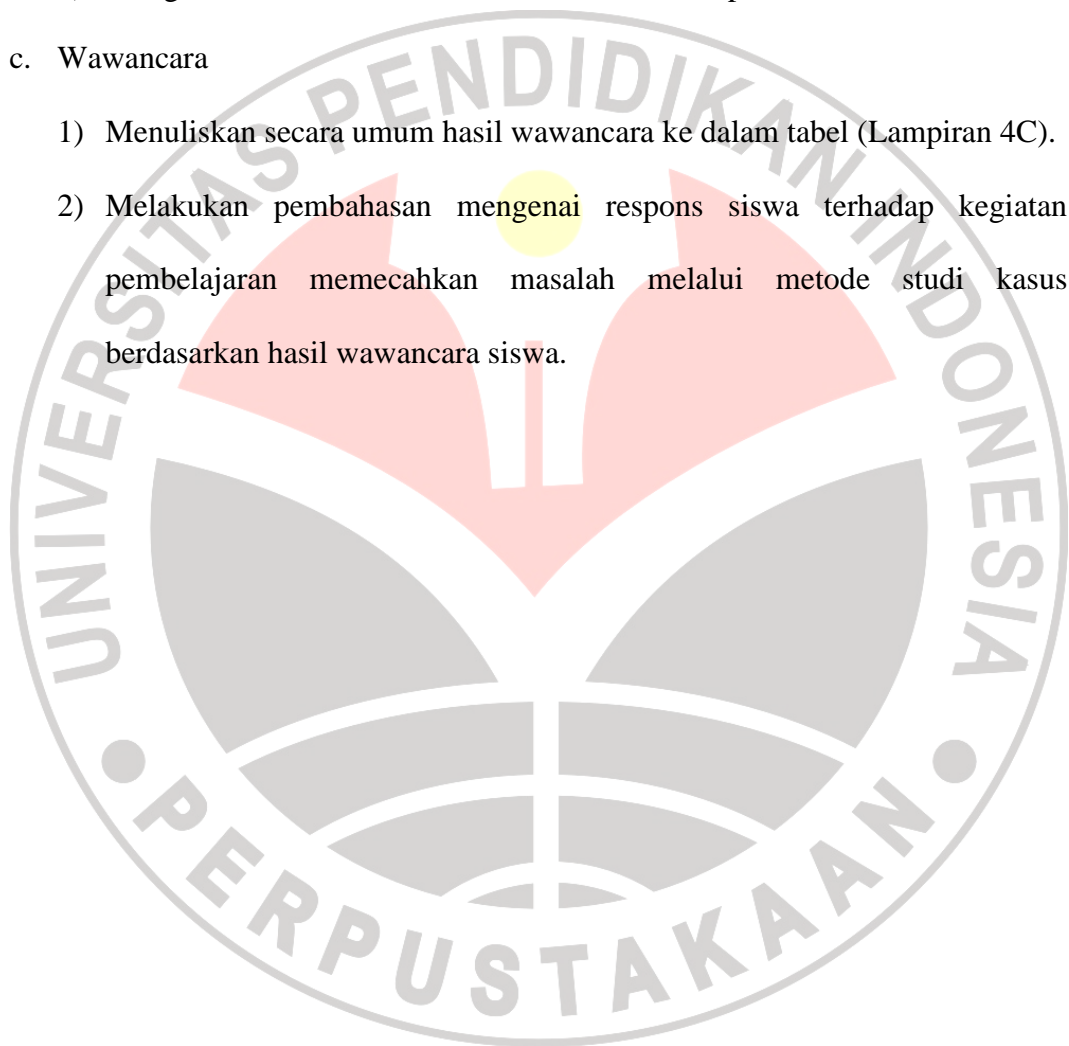 c. Wawancara
1) Menuliskan secara umum hasil wawancara ke dalam tabel (Lampiran 4C).
2) Melakukan pembahasan mengenai respons siswa terhadap kegiatan
pembelajaran memecahkan masalah melalui metode studi kasus
berdasarkan hasil wawancara siswa.
UNIVERSITAS PENDIDIKAN INDONESIA
PERPUSTAKAAN